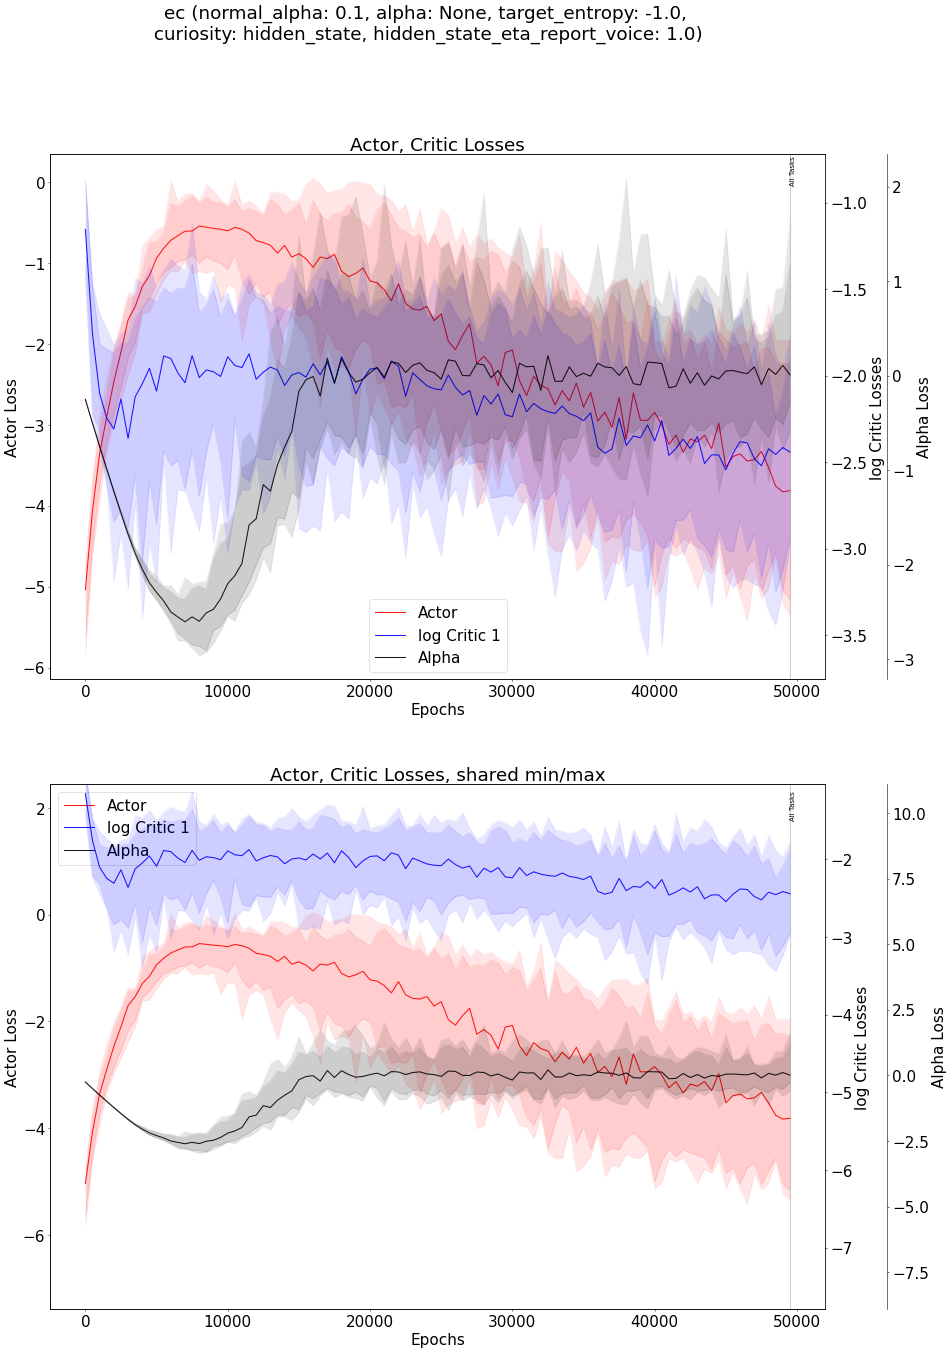 ec (normal_alpha: 0.1, alpha: None, target_entropy: -1.0,
curiosity: hidden_state, hidden_state_eta_report_voice: 1.0)
Actor, Critic Losses
All Tasks
0
−1
−2
−3
−4
−5
−6
Actor Loss
−1.0
−1.5
−2.0
−2.5
−3.0
−3.5
log Critic Losses
2
1
0
−1
−2
−3
Alpha Loss
Actor
log Critic 1
Alpha
0
10000
20000
30000
40000
50000
Epochs
Actor, Critic Losses, shared min/max
All Tasks
Actor
log Critic 1
Alpha
2
0
−2
−4
−6
Actor Loss
−2
−3
−4
−5
−6
−7
log Critic Losses
10.0
7.5
5.0
2.5
0.0
−2.5
−5.0
−7.5
Alpha Loss
0
10000
20000
30000
40000
50000
Epochs